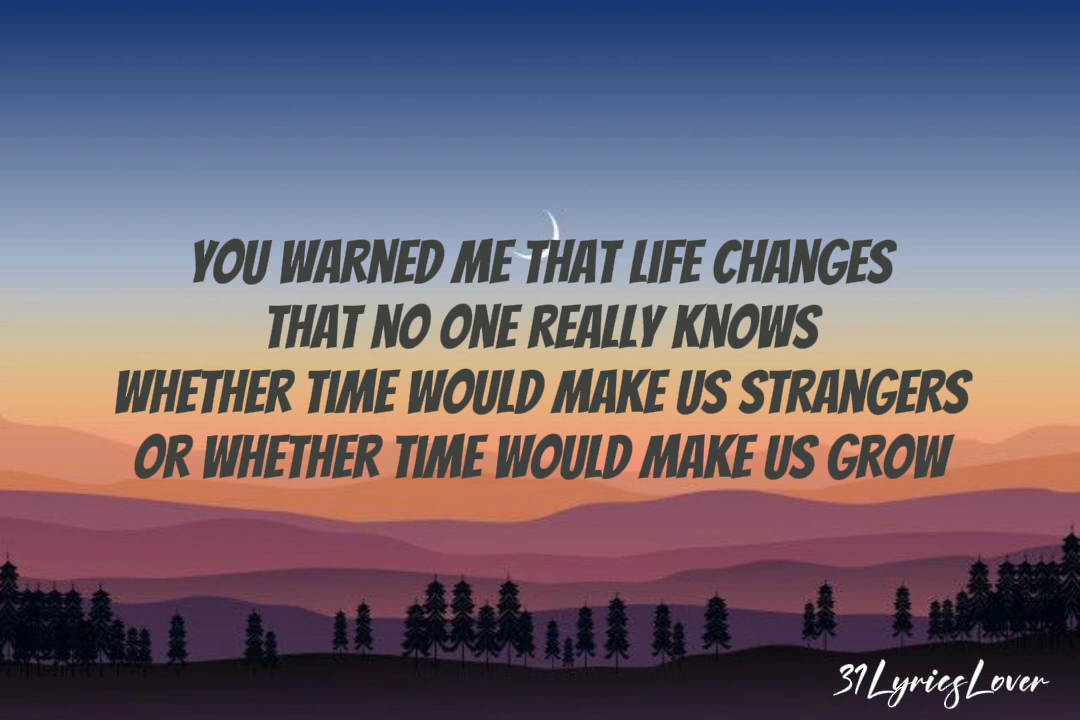 YOU WARNED ME THAT LIFE CHANGES
THAT NO ONE REALLY KNOWS
WHETHER TIME WOULD MAKE US STRANGERS
OR WHETHER TIME WOULD MAKE US GROW
31LyricsLover